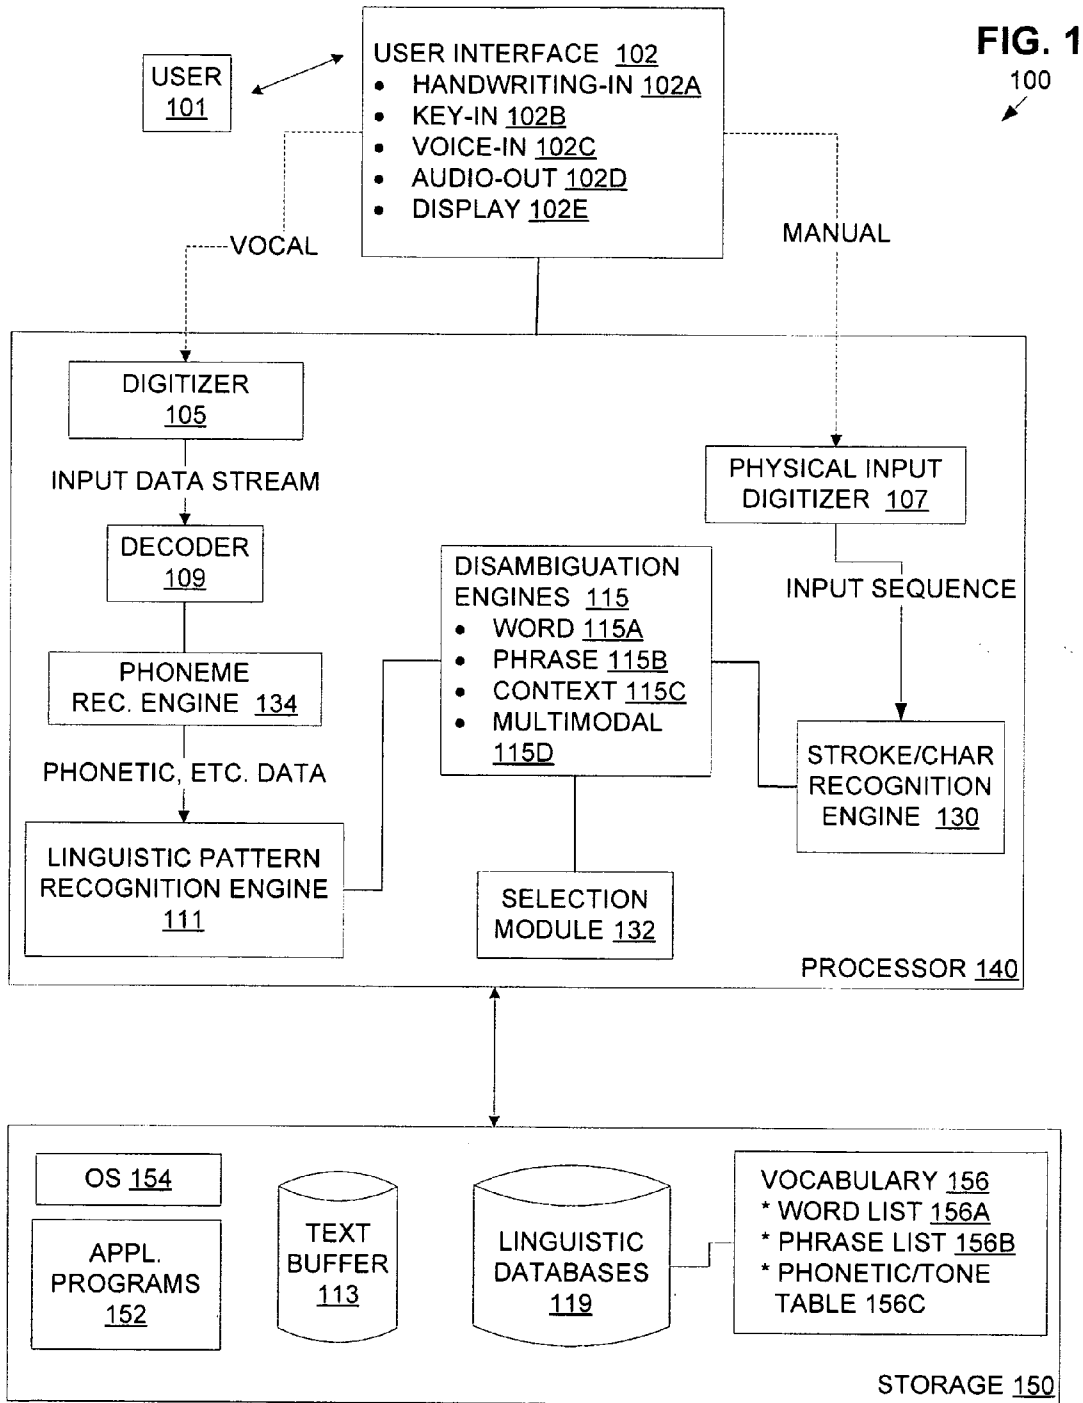 FIG. 1
100
USER
101
USER INTERFACE 102
• HANDWRITING-IN 102A
• KEY-IN 102B
• VOICE-IN 102C
• AUDIO-OUT 102D
• DISPLAY 102E
VOCAL
MANUAL
DIGITIZER
105
INPUT DATA STREAM
DECODER
109
PHONEME
REC. ENGINE 134
PHONETIC, ETC. DATA
LINGUISTIC PATTERN
RECOGNITION ENGINE
111
DISAMBIGUATION
ENGINES 115
• WORD 115A
• PHRASE 115B
• CONTEXT 115C
• MULTIMODAL
115D
SELECTION
MODULE 132
PHYSICAL INPUT
DIGITIZER 107
INPUT SEQUENCE
STROKE/CHAR
RECOGNITION
ENGINE 130
PROCESSOR 140
OS 154
APPL.
PROGRAMS
152
TEXT
BUFFER
113
LINGUISTIC
DATABASES
119
VOCABULARY 156
* WORD LIST 156A
* PHRASE LIST 156B
* PHONETIC/TONE
TABLE 156C
STORAGE 150